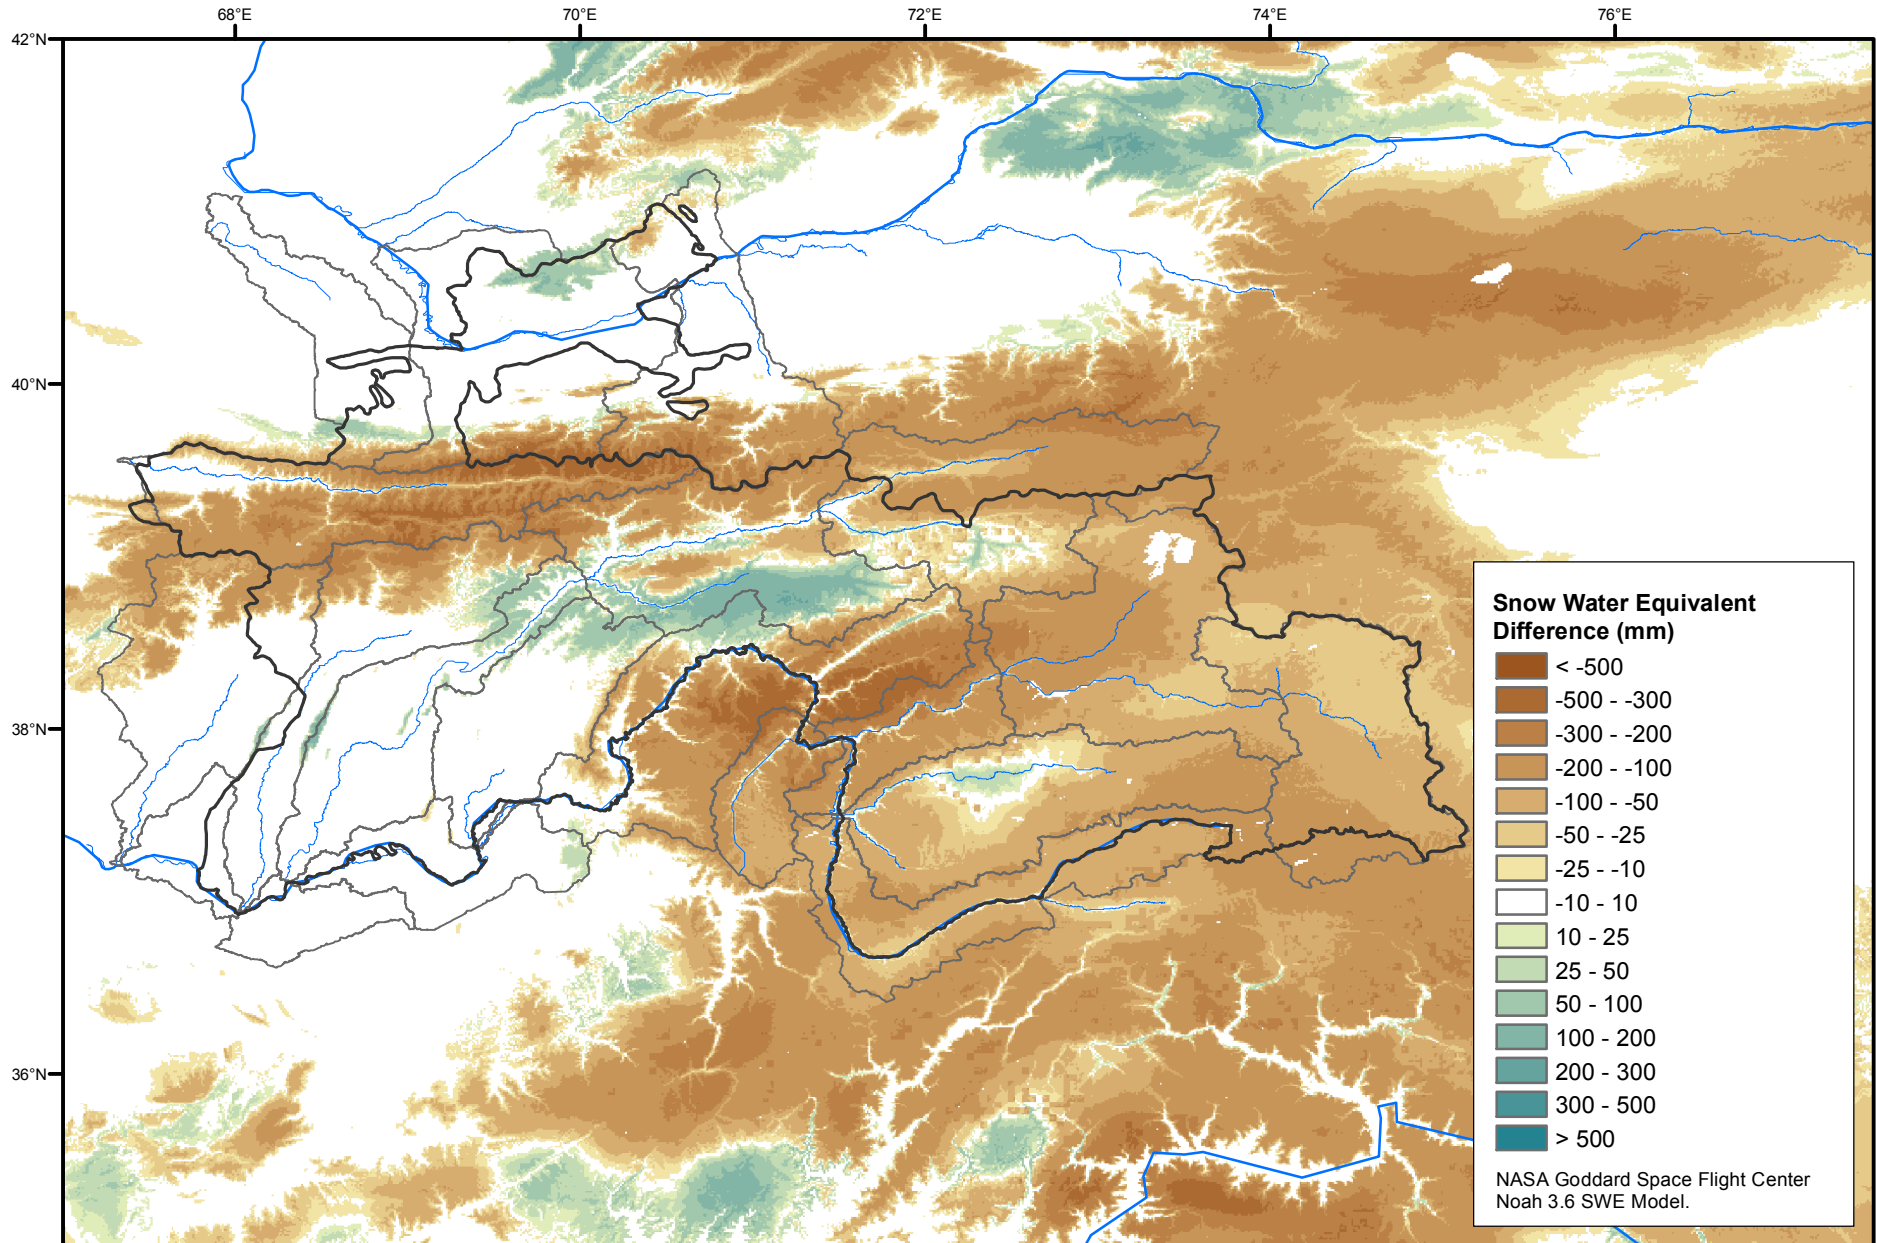 68°E
70°E
72°E
74°E
76°E
42°N
40°N
38°N
36°N
Snow Water Equivalent
Difference (mm)
< -500
-500 - -300
-300 - -200
-200 - -100
-100 - -50
-50 - -25
-25 - -10
-10 - 10
10 - 25
25 - 50
50 - 100
100 - 200
200 - 300
300 - 500
> 500
NASA Goddard Space Flight Center
Noah 3.6 SWE Model.